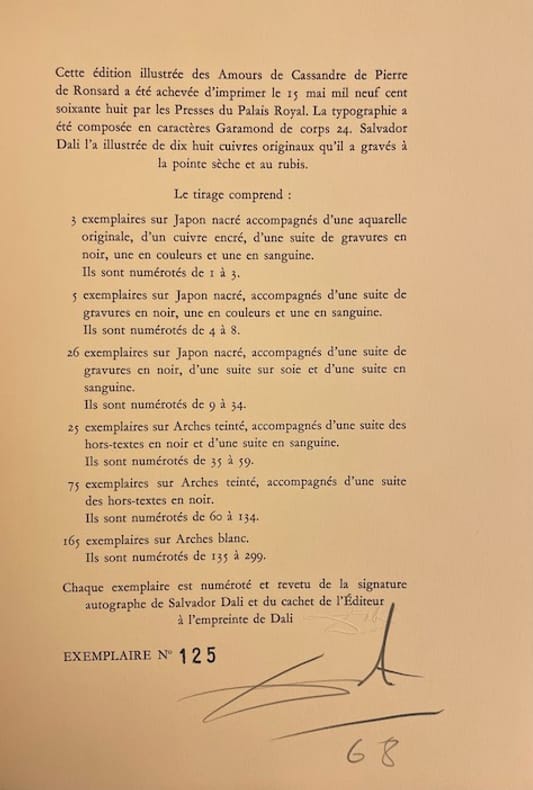 Cette édition illustrée des Amours de Cassandre de Pierre
de Ronsard a été achevée d'imprimer le 15 mai mil neuf cent
soixante huit par les Presses du Palais Royal. La typographie a
été composée en caractères Garamond de corps 24. Salvador
Dali l'a illustrée de dix huit cuivres originaux qu'il a gravés à
la pointe sèche et au rubis.
Le tirage comprend :
3 exemplaires sur Japon nacré accompagnés d'une aquarelle
originale, d'un cuivre encré, d'une suite de gravures en
noir, une en couleurs et une en sanguine.
Ils sont numérotés de 1 à 3.
5 exemplaires sur Japon nacré, accompagnés d'une suite de
gravures en noir, une en couleurs et une en sanguine.
Ils sont numérotés de 4 à 8.
26 exemplaires sur Japon nacré, accompagnés d'une suite de
gravures en noir, d'une suite sur soie et d'une suite en
sanguine.
Ils sont numérotés de 9 à 34.
25 exemplaires sur Arches teinté, accompagnés d'une suite des
hors-textes en noir et d'une suite en sanguine.
Ils sont numérotés de 35 à 59.
75 exemplaires sur Arches teinté, accompagnés d'une suite
des hors-textes en noir.
Ils sont numérotés de 60 à 134.
165 exemplaires sur Arches blanc.
Ils sont numérotés de 135 à 299.
Chaque exemplaire est numéroté et revetu de la signature
autographe de Salvador Dali et du cachet de l'Éditeur
à l'empreinte de Dali
EXEMPLAIRE N° 125
68